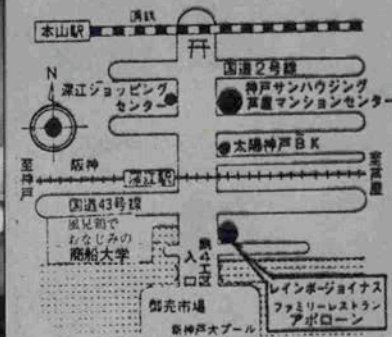 国鉄
本山駅
国道2号線
N
深江ショッピング
センター
神戸サンハウジング
芦屋マンションセンター
太陽神戸BK
至神戸
阪神
深江駅
至芦屋
国道43号線
風見鶏で
おなじみの
商船大学
第4工区
入口
レインボージョイナス
ファミリーレストラン
アポローン
卸売市場
新神戸大プール